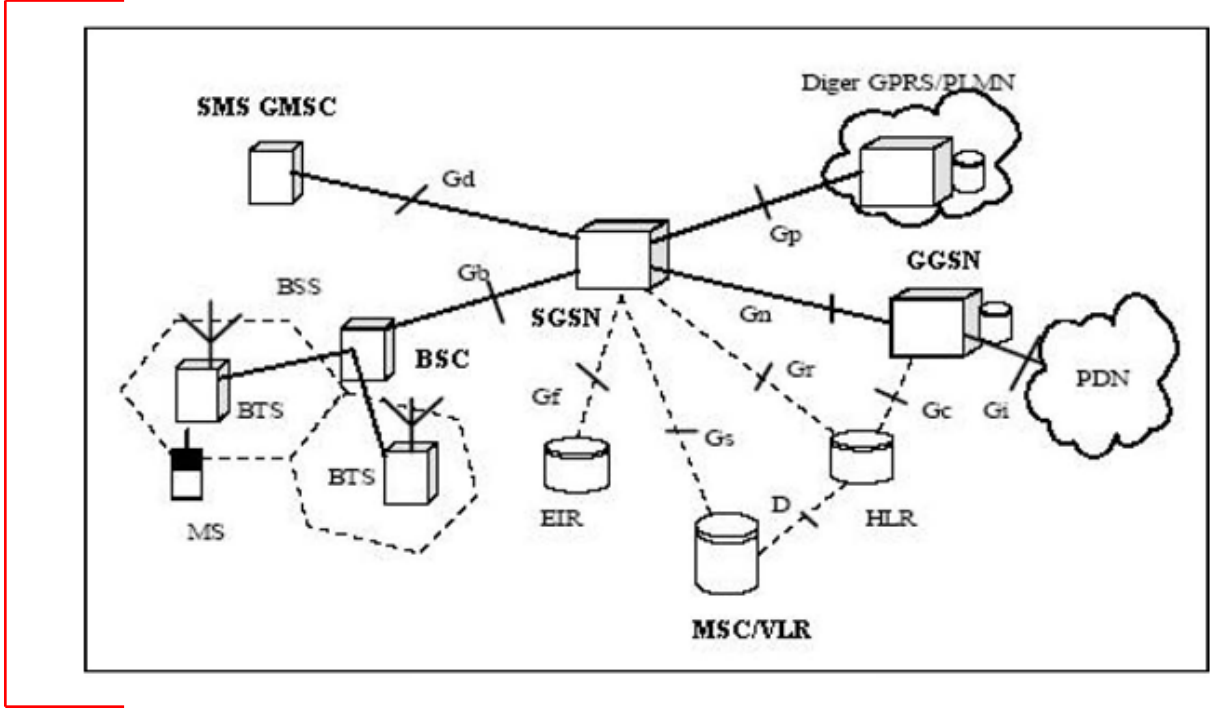 Diger GPRS/PLMN
SMS GMSC
Gd
Gp
GGSN
Gb
BSS
SGSN
Gn
BSC
Gr
PDN
Gf
Gc
Gi
BTS
Gs
BTS
D
MS
EIR
HLR
MSC/VLR